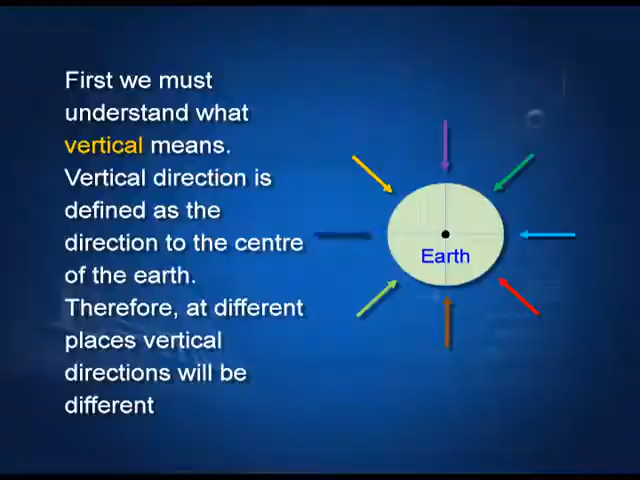 First we must
understand what
vertical means.
Vertical direction is
defined as the
direction to the centre
of the earth.
Therefore, at different
places vertical
directions will be
different
Earth